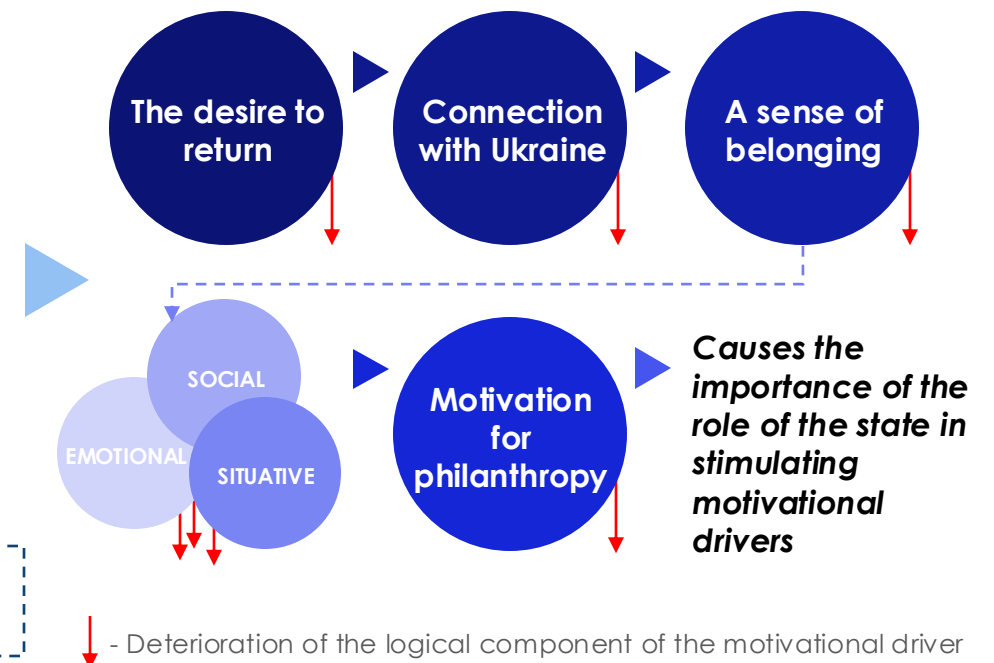 The desire to
return
Connection
with Ukraine
A sense of
belonging
SOCIAL
EMOTIONAL
SITUATIVE
Motivation
for
philanthropy
Causes the
importance of the
role of the state in
stimulating
motivational
drivers
- Deterioration of the logical component of the motivational driver